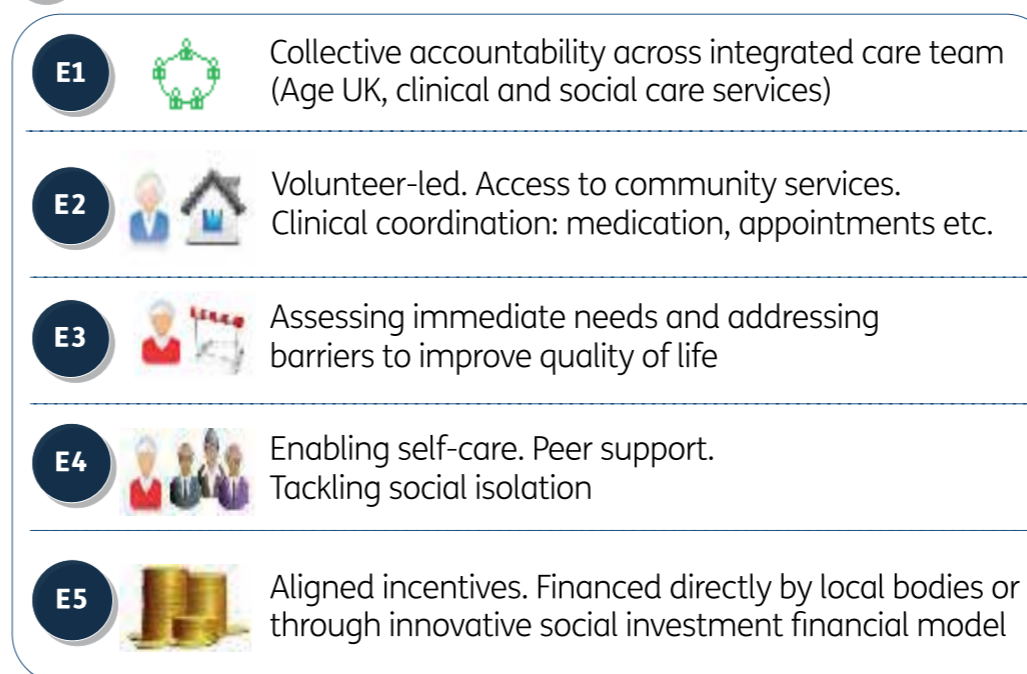 E1
Collective accountability across integrated care team
(Age UK, clinical and social care services)
E2
Volunteer-led. Access to community services.
Clinical coordination: medication, appointments etc.
E3
Assessing immediate needs and addressing
barriers to improve quality of life
E4
Enabling self-care. Peer support.
Tackling social isolation
E5
Aligned incentives. Financed directly by local bodies or
through innovative social investment financial model